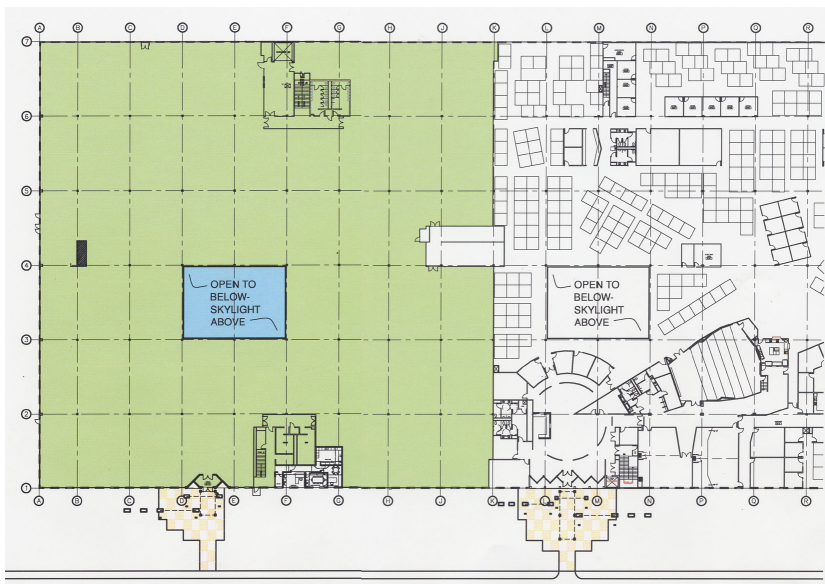 A B C D E F G H J K L M N P Q R
7
6
5
4
OPEN TO
BELOW-
SKYLIGHT
ABOVE
OPEN TO
BELOW-
SKYLIGHT
ABOVE
3
2
1
A B C D E F G H J K L M N P Q R